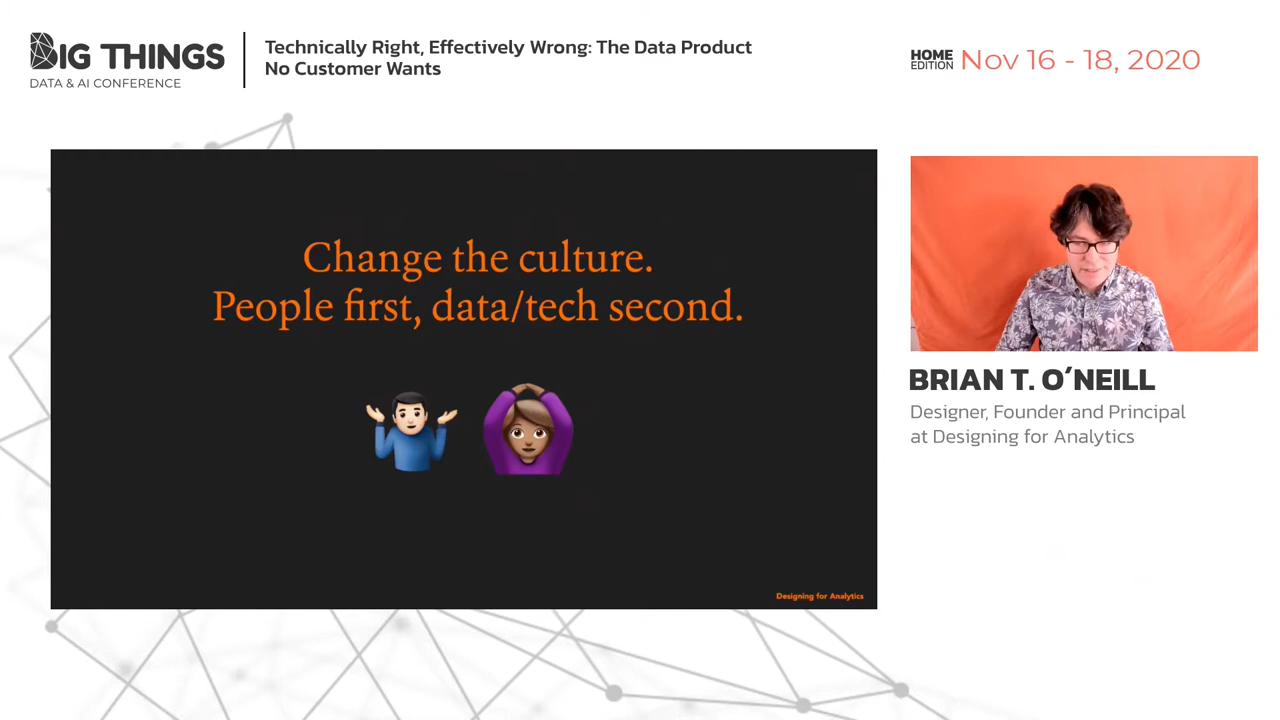 BIG THINGS
DATA & AI CONFERENCE
Technically Right, Effectively Wrong: The Data Product
No Customer Wants
HOME
EDITION
Nov 16 - 18, 2020
Change the culture.
People first, data/tech second.
Designing for Analytics
BRIAN T. O´NEILL
Designer, Founder and Principal
at Designing for Analytics